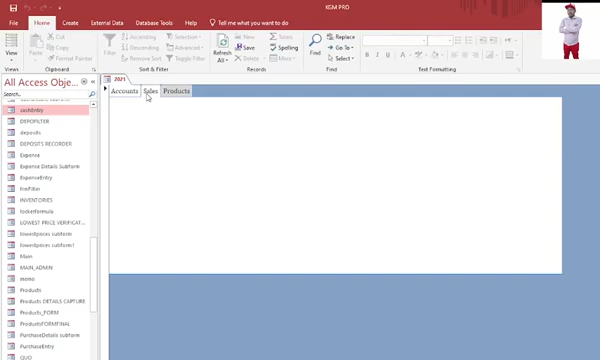 KGM PRO
File Home Create External Data Database Tools Help Tell me what you want to do
View
Views
Paste
Cut
Copy
Format Painter
Clipboard
Filter
Ascending
Descending
Remove Sort
Selection
Advanced
Toggle Filter
Sort & Filter
Refresh All
New
Save
Delete
Totals
Spelling
More
Records
Find
Replace
Go To
Select
Find
B I U
Text Formatting
All Access Obje...
Search...
cashEntry
DEPOFILTER
deposits
DEPOSITS RECORDER
Expense
Expense Details Subform
ExpenseEntry
INVENTORIES
LOWEST PRICE VERIFICAT...
lowestprices subform
lowestprices subform1
Main
MAIN_ADMIN
memo
Products
Products DETAILS CAPTURE
Products_FORM
ProductsFORMFINAL
PurchaseDetails subform
PurchaseEntry
QUO
2021
Accounts Sales Products